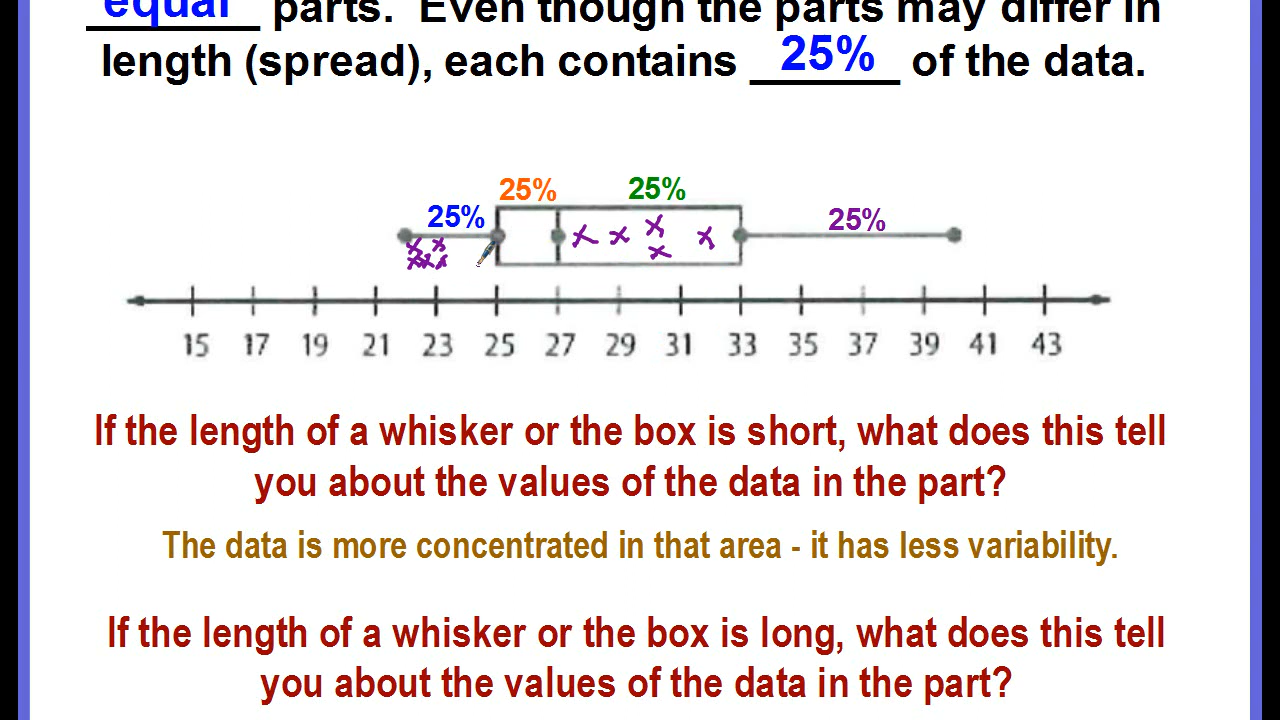 equal parts. Even though the parts may differ in
length (spread), each contains 25% of the data.
25% 25% 25% 25%
15 17 19 21 23 25 27 29 31 33 35 37 39 41 43
If the length of a whisker or the box is short, what does this tell
you about the values of the data in the part?
The data is more concentrated in that area - it has less variability.
If the length of a whisker or the box is long, what does this tell
you about the values of the data in the part?